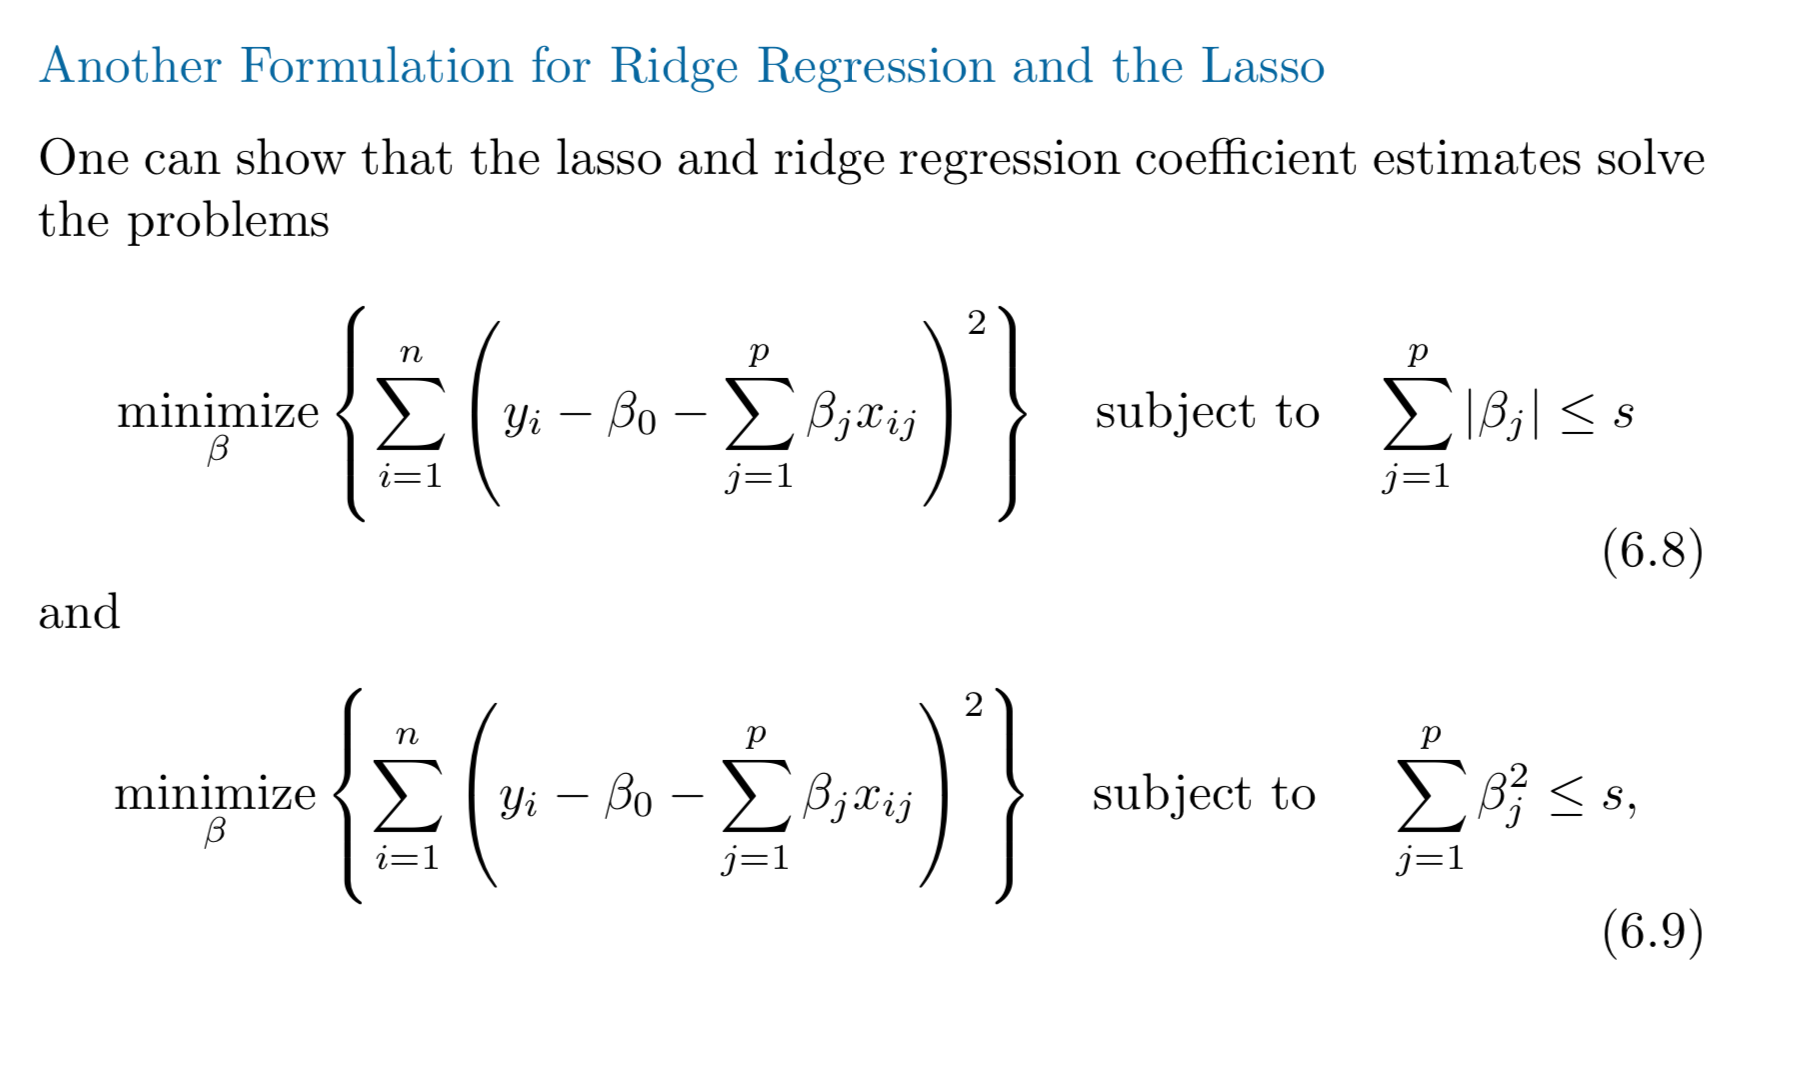 Another Formulation for Ridge Regression and the Lasso
One can show that the lasso and ridge regression coefficient estimates solve
the problems
$$\underset{\beta}{\text{minimize}} \left\{ \sum_{i=1}^{n} \left( y_i - \beta_0 - \sum_{j=1}^{p} \beta_j x_{ij} \right)^2 \right\} \quad \text{subject to} \quad \sum_{j=1}^{p} |\beta_j| \leq s$$
(6.8)
and
$$\underset{\beta}{\text{minimize}} \left\{ \sum_{i=1}^{n} \left( y_i - \beta_0 - \sum_{j=1}^{p} \beta_j x_{ij} \right)^2 \right\} \quad \text{subject to} \quad \sum_{j=1}^{p} \beta_j^2 \leq s,$$
(6.9)